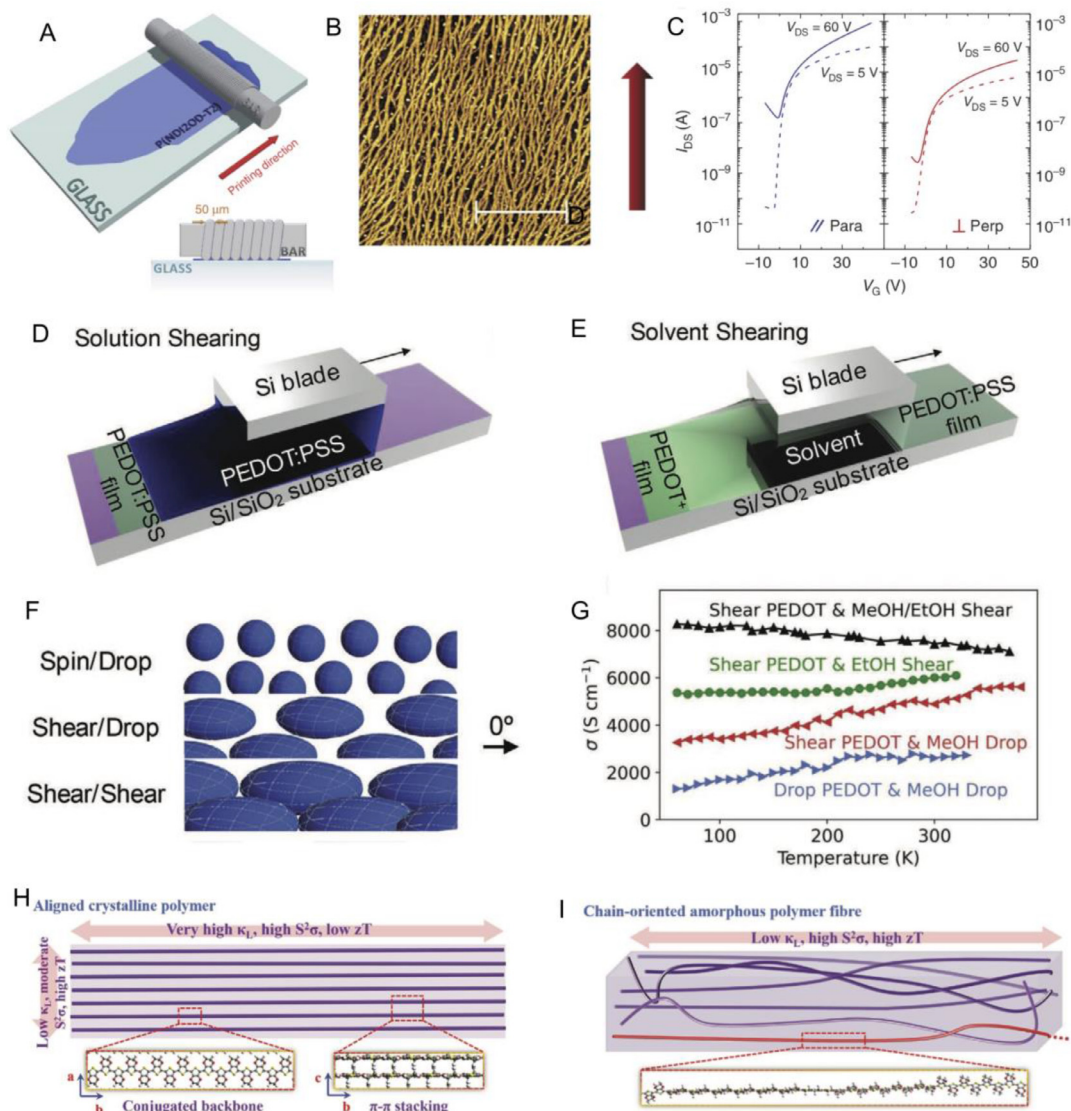 A
P(NDI2OD-T2)
GLASS
Printing direction
50 μm
BAR
GLASS
B
D
C
10⁻³
10⁻⁵
10⁻⁷
10⁻⁹
10⁻¹¹
I_DS (A)
V_DS = 60 V
V_DS = 5 V
// Para
V_DS = 60 V
V_DS = 5 V
⊥ Perp
10⁻³
10⁻⁵
10⁻⁷
10⁻⁹
10⁻¹¹
−10 10 30 −10 10 30 50
V_G (V)
D
Solution Shearing
Si blade
PEDOT:PSS
film
PEDOT:PSS
Si/SiO₂ substrate
E
Solvent Shearing
Si blade
PEDOT:PSS
film
Solvent
PEDOT⁺
film
Si/SiO₂ substrate
F
Spin/Drop
Shear/Drop
Shear/Shear
0º
G
Shear PEDOT & MeOH/EtOH Shear
Shear PEDOT & EtOH Shear
Shear PEDOT & MeOH Drop
Drop PEDOT & MeOH Drop
8000
6000
4000
2000
0
σ (S cm⁻¹)
100 200 300
Temperature (K)
H
Aligned crystalline polymer
Very high κ_L, high S²σ, low zT
Low κ_L, moderate
S²σ, high zT
a
b
Conjugated backbone
c
b
π-π stacking
I
Chain-oriented amorphous polymer fibre
Low κ_L, high S²σ, high zT